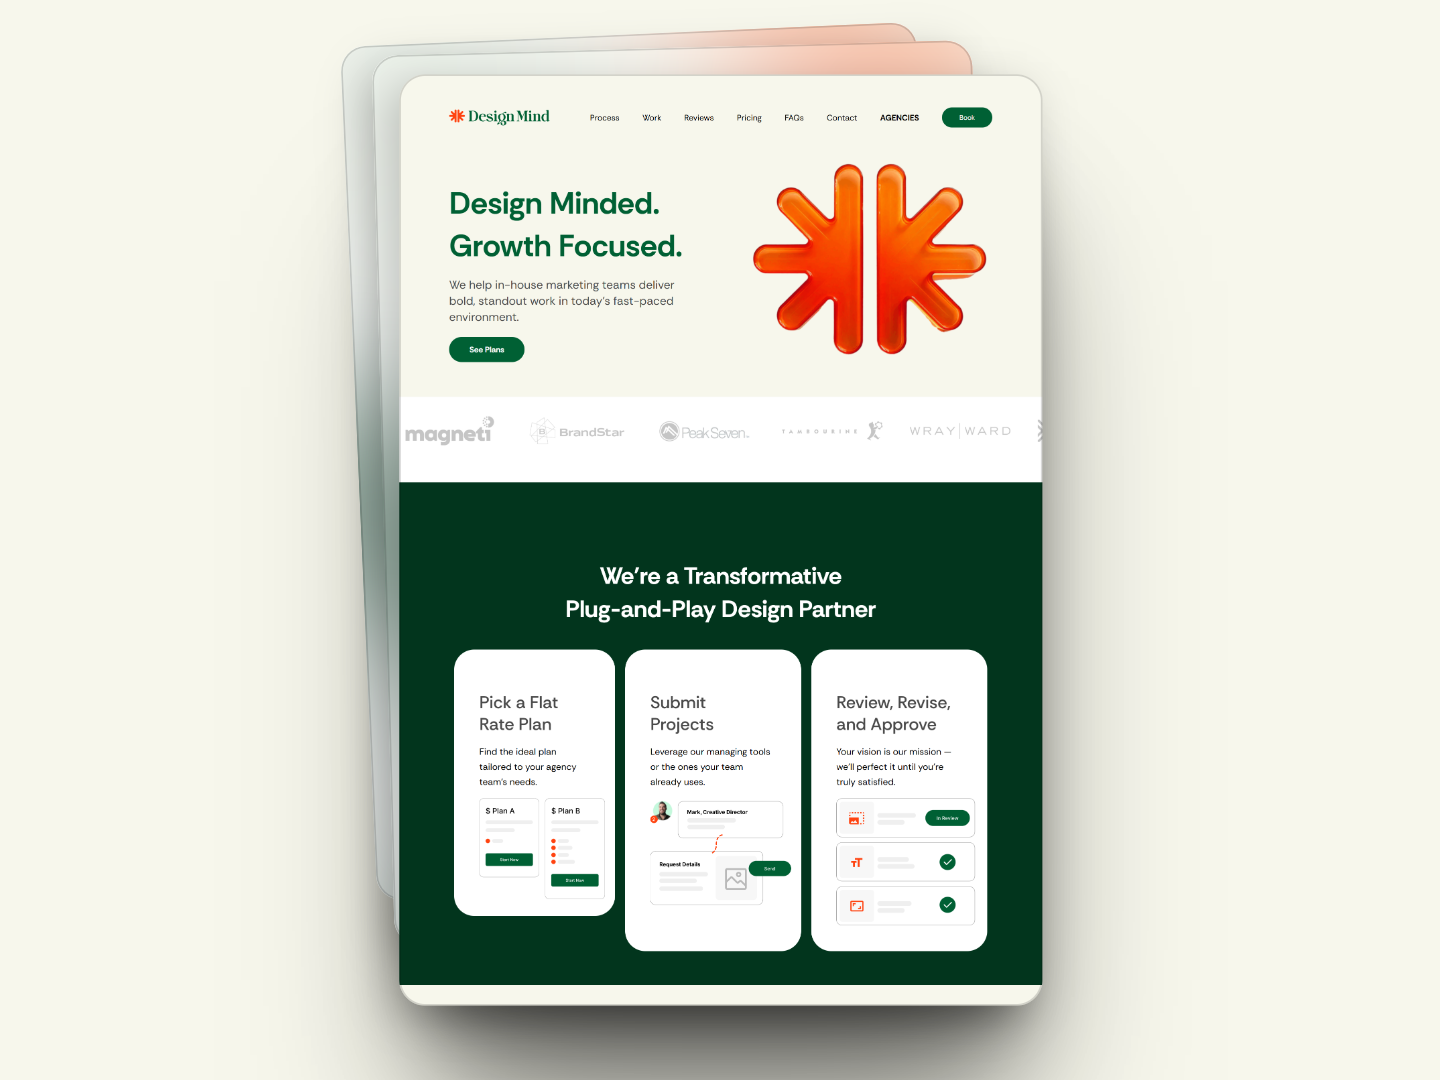 Design Mind
Process
Work
Reviews
Pricing
FAQs
Contact
AGENCIES
Book
Design Minded.
Growth Focused.
We help in-house marketing teams deliver
bold, standout work in today's fast-paced
environment.
See Plans
magneti
B BrandStar
PeakSeven
TAMBOURINE
WRAY|WARD
We're a Transformative
Plug-and-Play Design Partner
Pick a Flat
Rate Plan
Find the ideal plan
tailored to your agency
team's needs.
$ Plan A
Start Now
$ Plan B
Start Now
Submit
Projects
Leverage our managing tools
or the ones your team
already uses.
Mark, Creative Director
Request Details
Send
Review, Revise,
and Approve
Your vision is our mission —
we'll perfect it until you're
truly satisfied.
In Review
TT